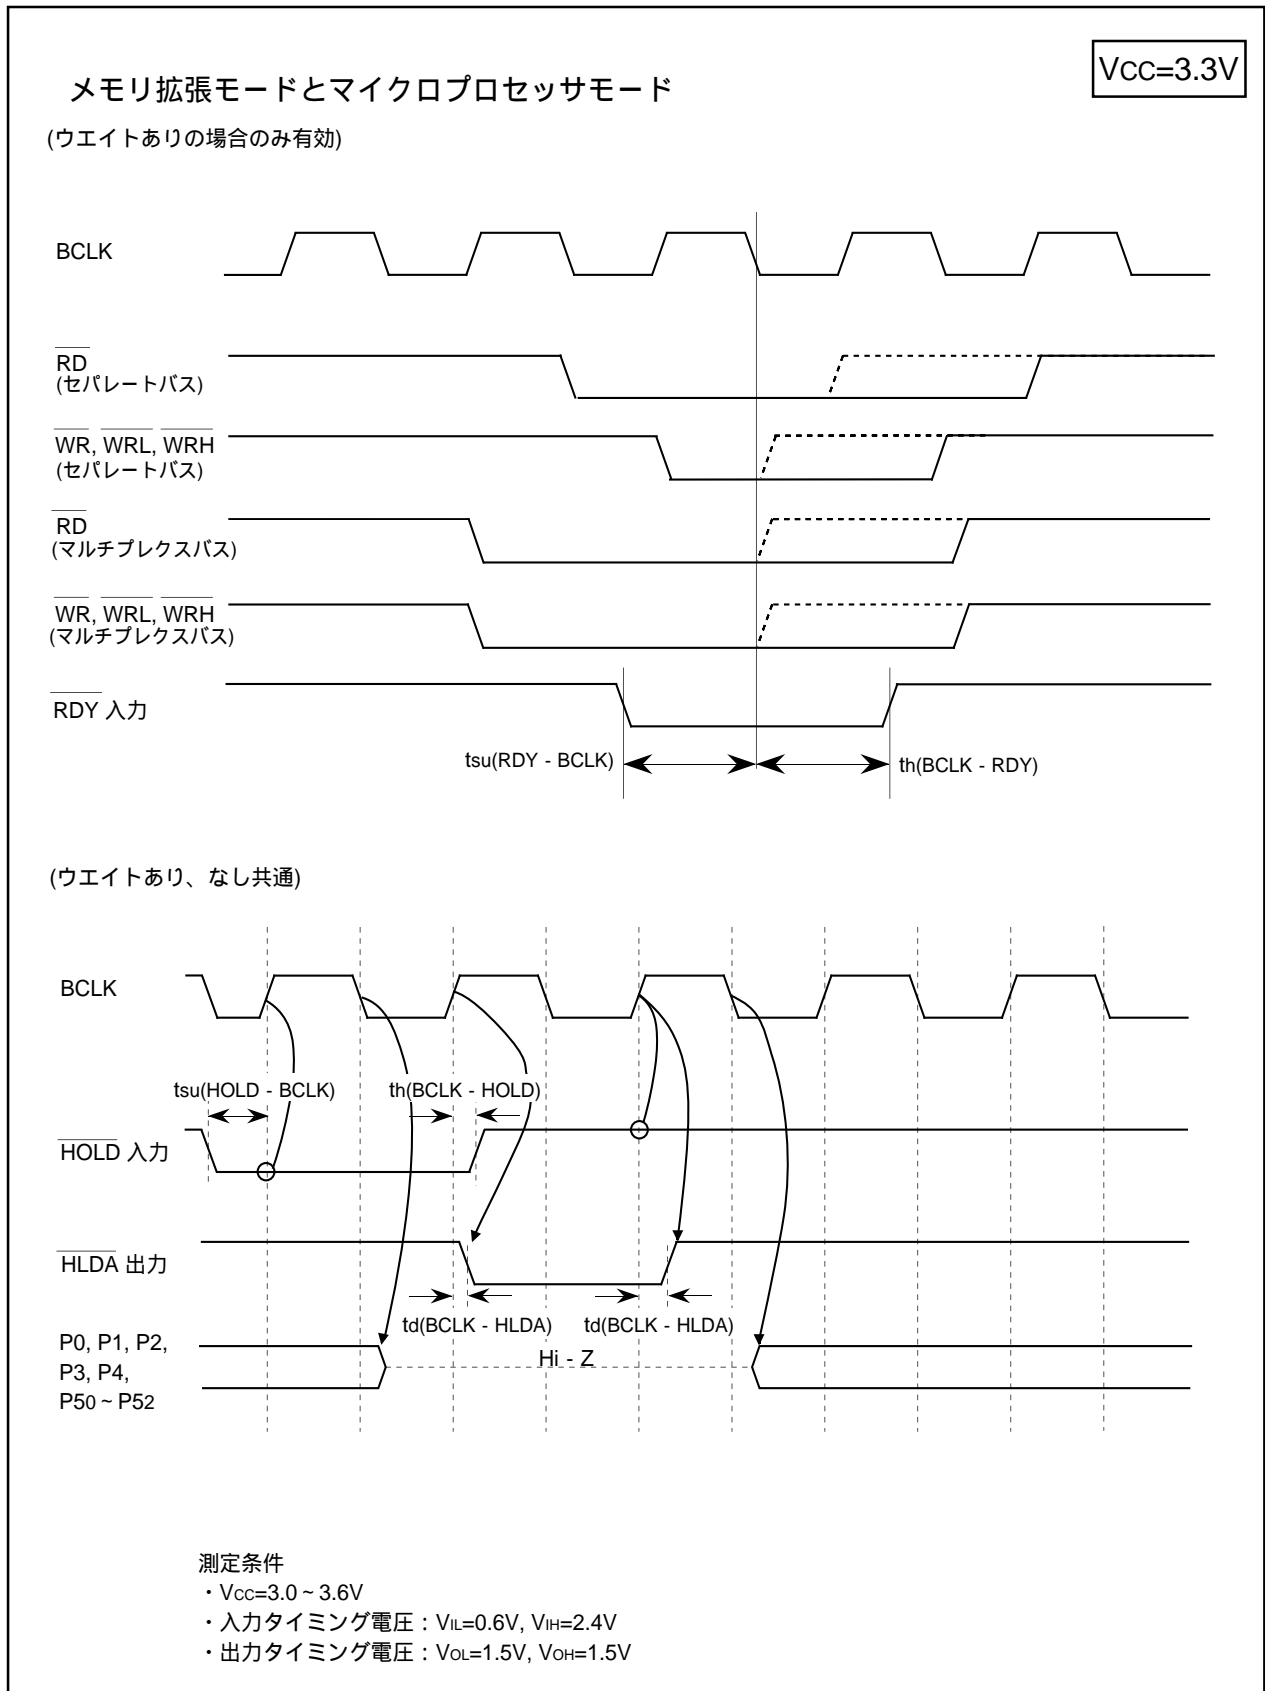 VCC=3.3V
メモリ拡張モードとマイクロプロセッサモード
(ウエイトありの場合のみ有効)
BCLK
RD
(セパレートバス)
WR, WRL, WRH
(セパレートバス)
RD
(マルチプレクスバス)
WR, WRL, WRH
(マルチプレクスバス)
RDY 入力
tsu(RDY - BCLK)
th(BCLK - RDY)
(ウエイトあり、なし共通)
BCLK
tsu(HOLD - BCLK)
th(BCLK - HOLD)
HOLD 入力
HLDA 出力
td(BCLK - HLDA)
td(BCLK - HLDA)
P0, P1, P2,
P3, P4,
P50 ~ P52
Hi - Z
測定条件
・VCC=3.0 ~ 3.6V
・入力タイミング電圧 : VIL=0.6V, VIH=2.4V
・出力タイミング電圧 : VOL=1.5V, VOH=1.5V